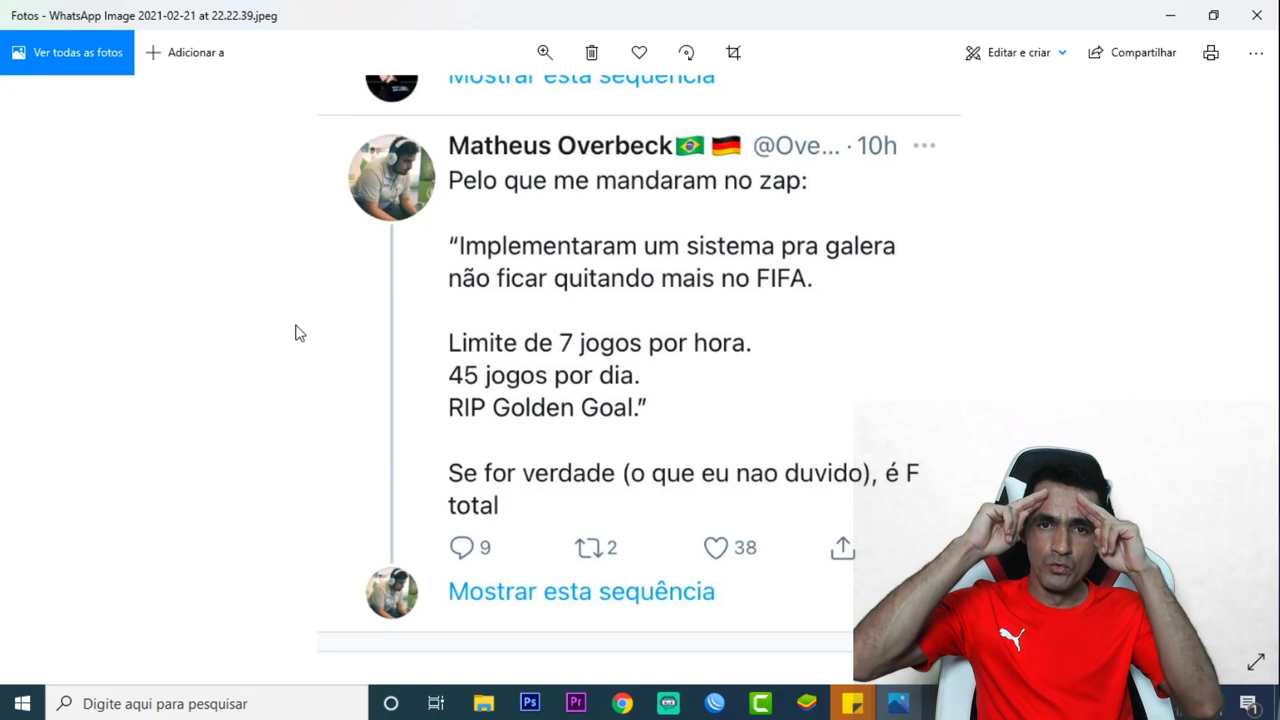 Fotos - WhatsApp Image 2021-02-21 at 22.22.39.jpeg
Ver todas as fotos
Adicionar a
Editar e criar
Compartilhar
Mostrar esta sequência
Matheus Overbeck @Ove... · 10h
Pelo que me mandaram no zap:
“Implementaram um sistema pra galera
não ficar quitando mais no FIFA.
Limite de 7 jogos por hora.
45 jogos por dia.
RIP Golden Goal.”
Se for verdade (o que eu nao duvido), é F
total
9 2 38
Mostrar esta sequência
Digite aqui para pesquisar
Ps Pr
1